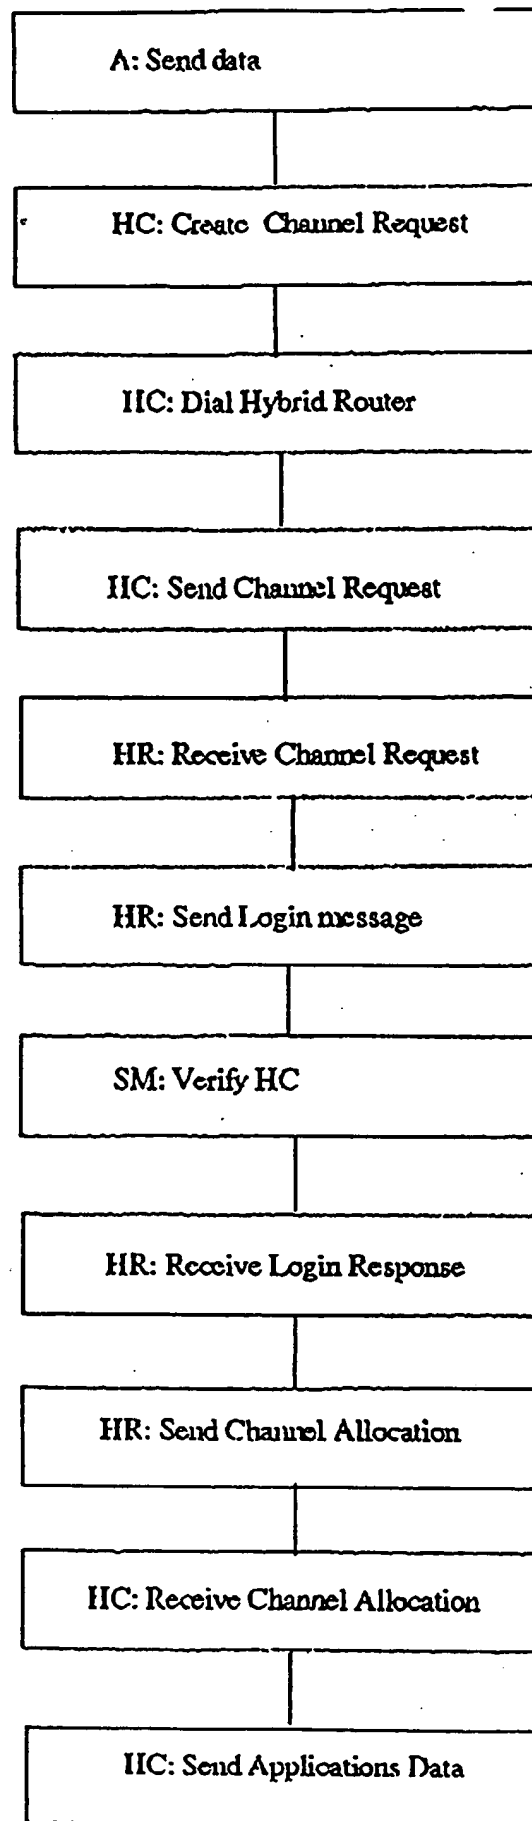 A: Send data
HC: Create Channel Request
HC: Dial Hybrid Router
HC: Send Channel Request
HR: Receive Channel Request
HR: Send Login message
SM: Verify HC
HR: Receive Login Response
HR: Send Channel Allocation
HC: Receive Channel Allocation
HC: Send Applications Data